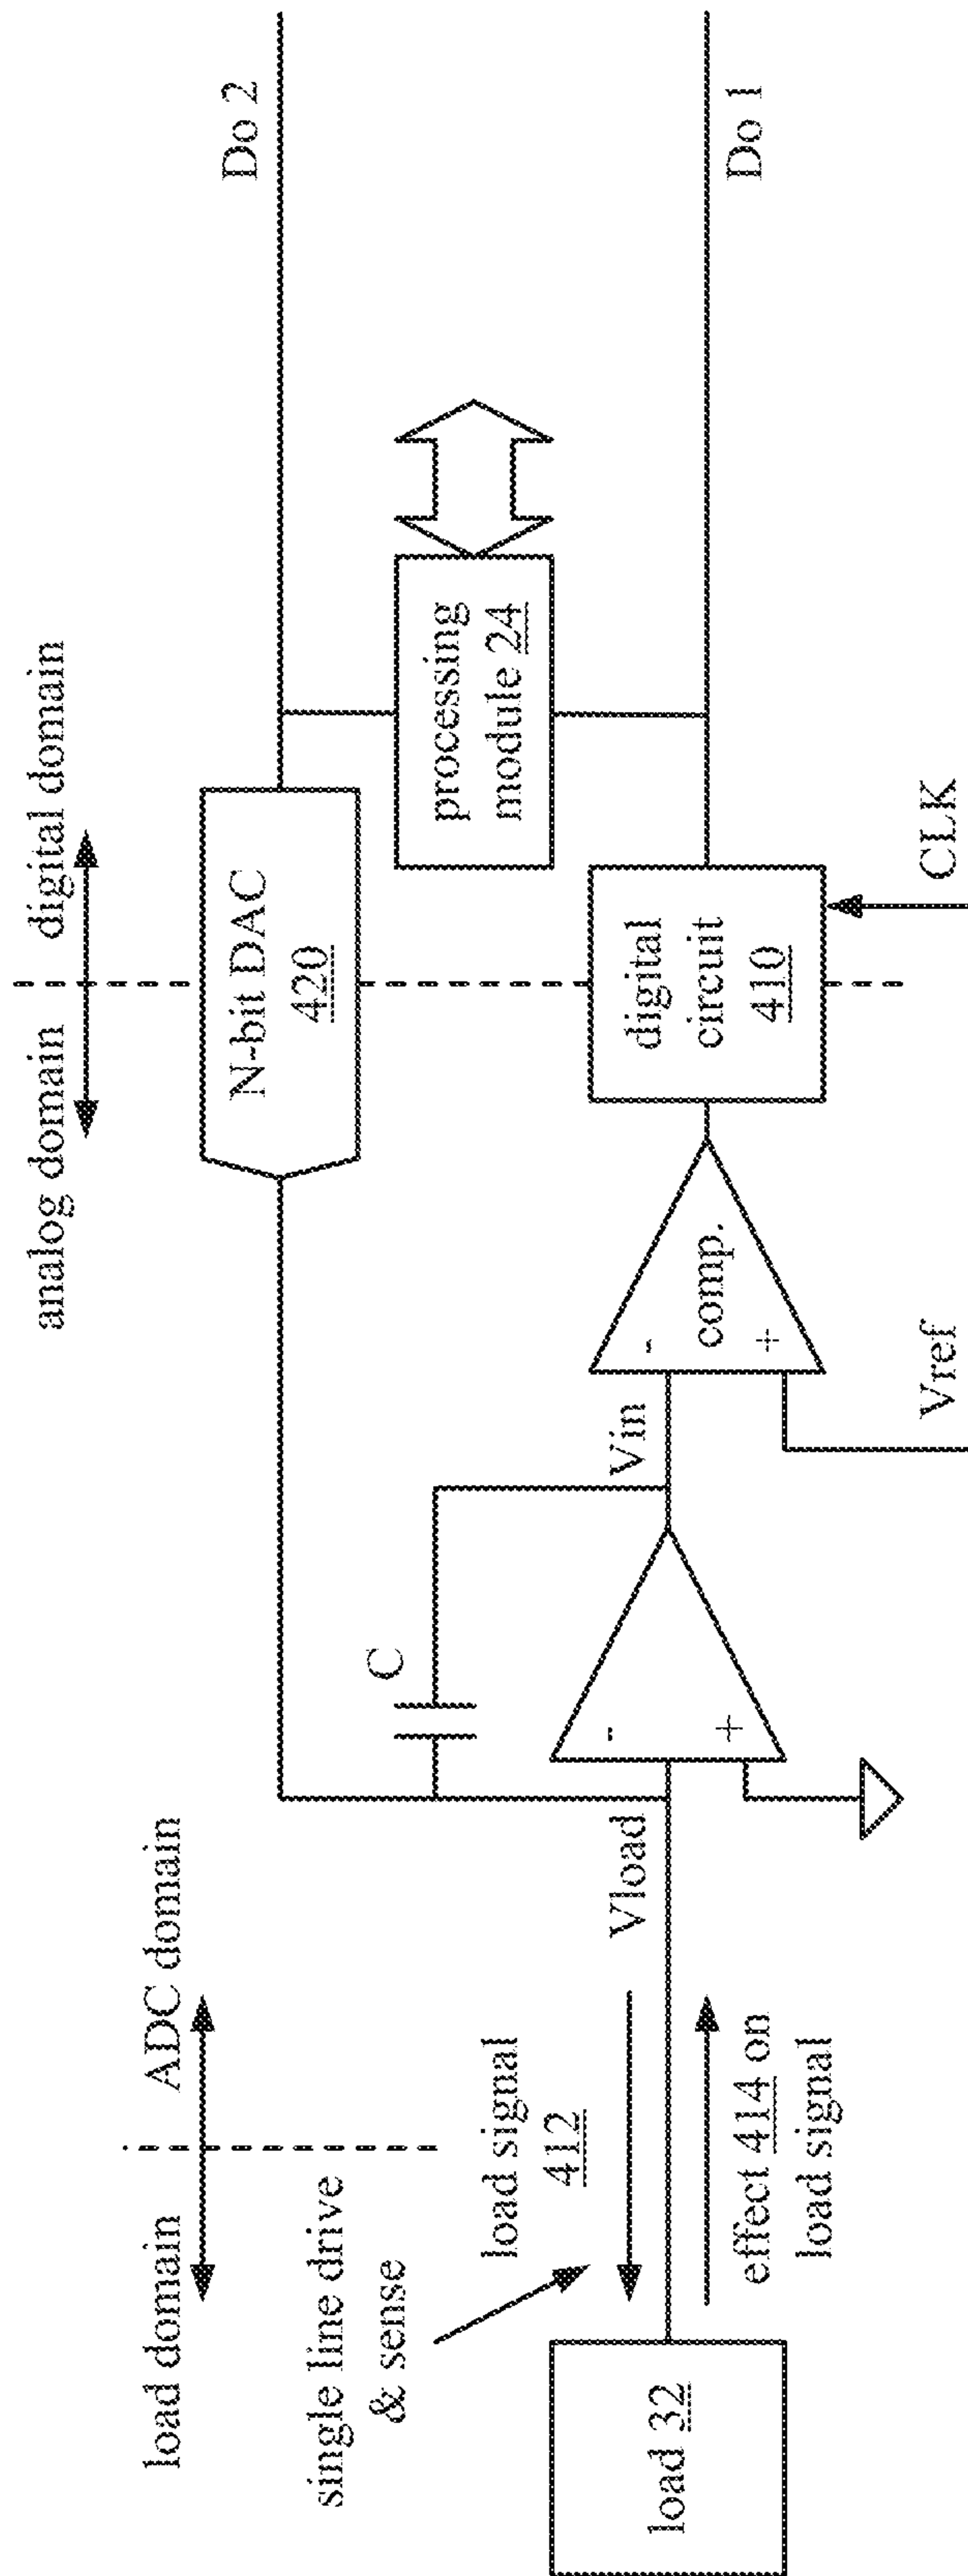 analog domain
digital domain
load domain
ADC domain
N-bit DAC
420
Do 2
single line drive
& sense
C
processing
module 24
load signal
412
Vload
-
+
Vin
-
comp.
+
digital
circuit
410
load 32
effect 414 on
load signal
Do 1
Vref
CLK